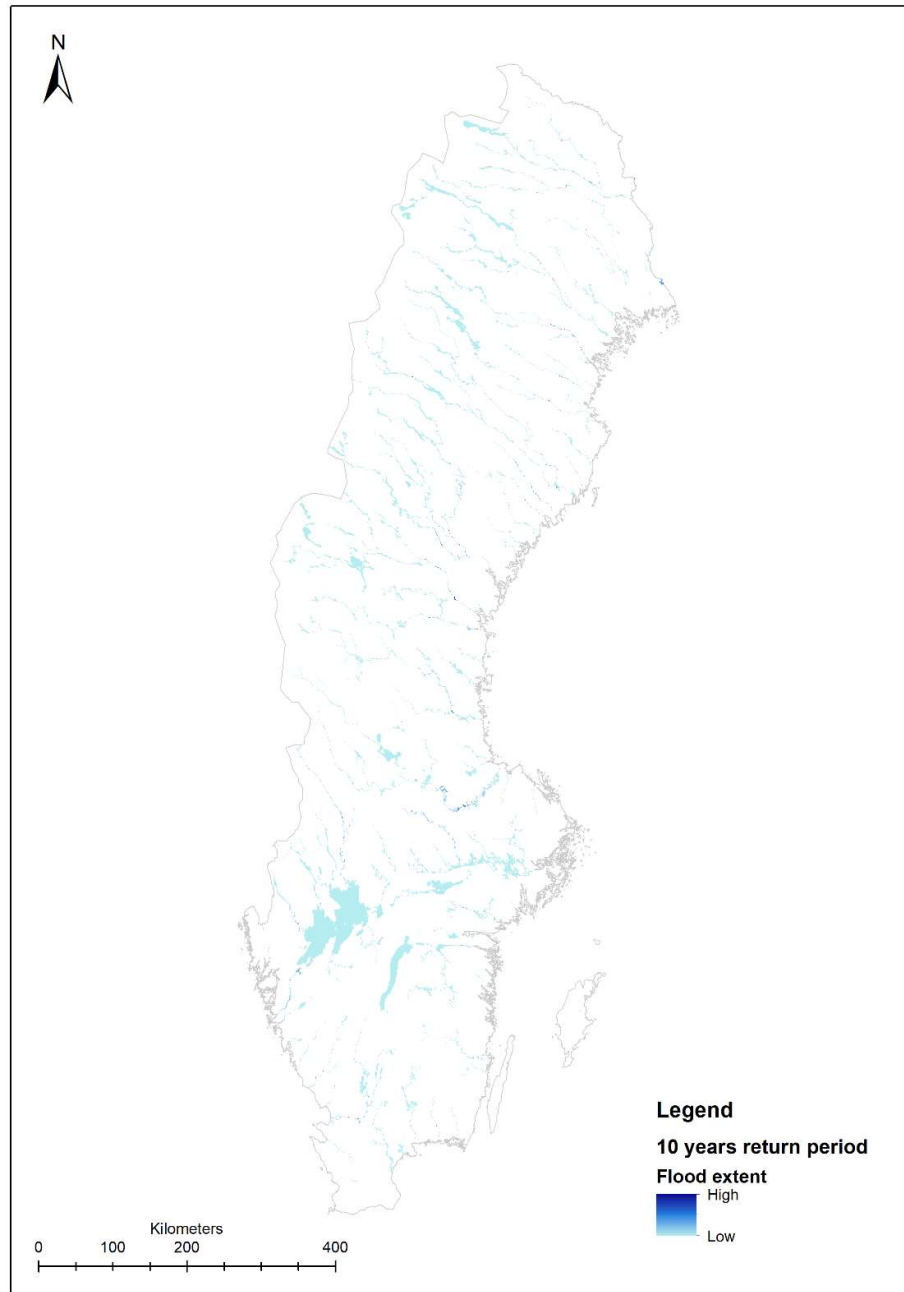 N
Legend
10 years return period
Flood extent
High
Low
Kilometers
0 100 200 400